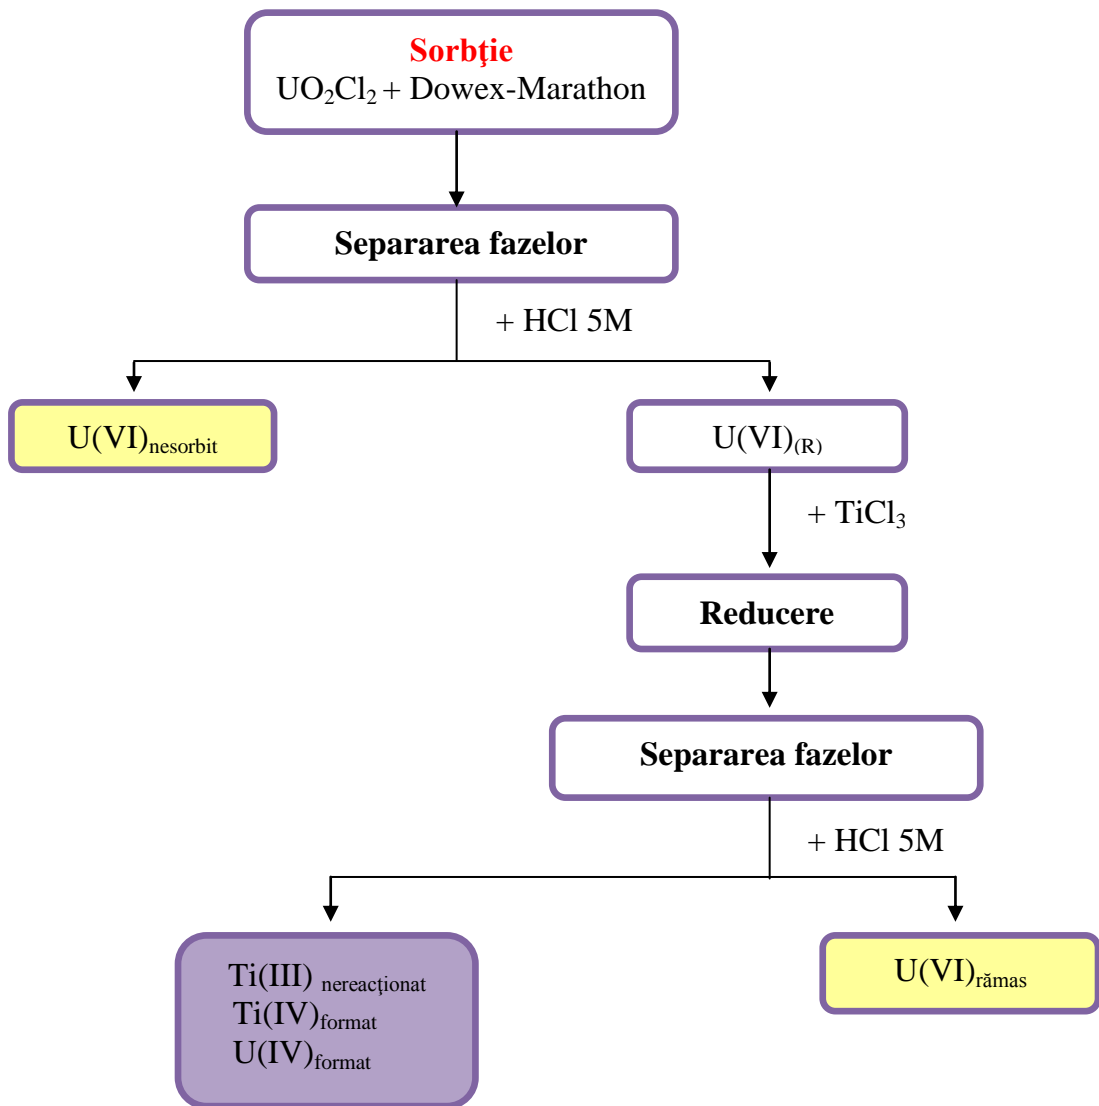 Sorbţie
UO₂Cl₂ + Dowex-Marathon
Separarea fazelor
+ HCl 5M
U(VI)nesorbit
U(VI)(R)
+ TiCl₃
Reducere
Separarea fazelor
+ HCl 5M
Ti(III) nereacţionat
Ti(IV)format
U(IV)format
U(VI)rămas